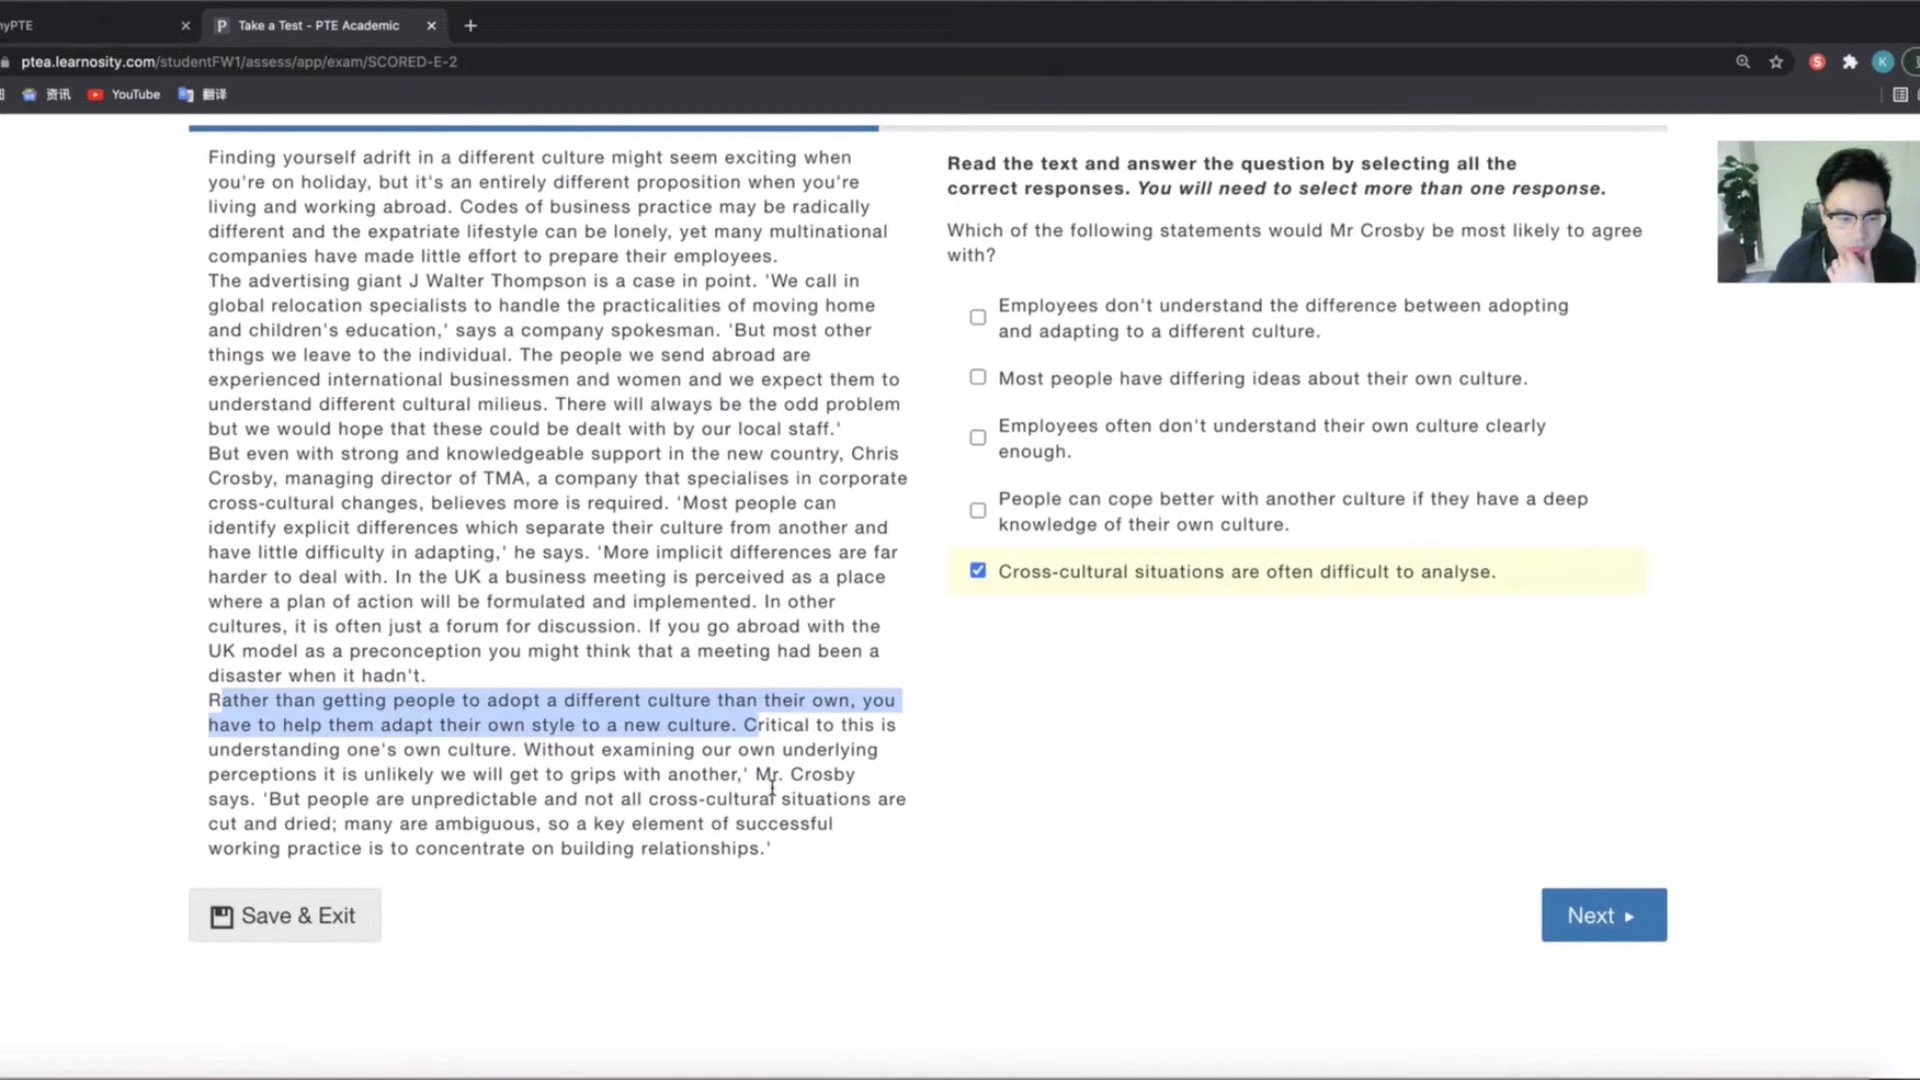 nyPTE
P Take a Test - PTE Academic
ptea.learnosity.com/studentFW1/assess/app/exam/SCORED-E-2
资讯 YouTube 翻译
S
K
Finding yourself adrift in a different culture might seem exciting when
you're on holiday, but it's an entirely different proposition when you're
living and working abroad. Codes of business practice may be radically
different and the expatriate lifestyle can be lonely, yet many multinational
companies have made little effort to prepare their employees.
The advertising giant J Walter Thompson is a case in point. 'We call in
global relocation specialists to handle the practicalities of moving home
and children's education,' says a company spokesman. 'But most other
things we leave to the individual. The people we send abroad are
experienced international businessmen and women and we expect them to
understand different cultural milieus. There will always be the odd problem
but we would hope that these could be dealt with by our local staff.'
But even with strong and knowledgeable support in the new country, Chris
Crosby, managing director of TMA, a company that specialises in corporate
cross-cultural changes, believes more is required. 'Most people can
identify explicit differences which separate their culture from another and
have little difficulty in adapting,' he says. 'More implicit differences are far
harder to deal with. In the UK a business meeting is perceived as a place
where a plan of action will be formulated and implemented. In other
cultures, it is often just a forum for discussion. If you go abroad with the
UK model as a preconception you might think that a meeting had been a
disaster when it hadn't.
Rather than getting people to adopt a different culture than their own, you
have to help them adapt their own style to a new culture. Critical to this is
understanding one's own culture. Without examining our own underlying
perceptions it is unlikely we will get to grips with another,' Mr. Crosby
says. 'But people are unpredictable and not all cross-cultural situations are
cut and dried; many are ambiguous, so a key element of successful
working practice is to concentrate on building relationships.'
Read the text and answer the question by selecting all the
correct responses. You will need to select more than one response.
Which of the following statements would Mr Crosby be most likely to agree
with?
Employees don't understand the difference between adopting
and adapting to a different culture.
Most people have differing ideas about their own culture.
Employees often don't understand their own culture clearly
enough.
People can cope better with another culture if they have a deep
knowledge of their own culture.
Cross-cultural situations are often difficult to analyse.
Save & Exit
Next